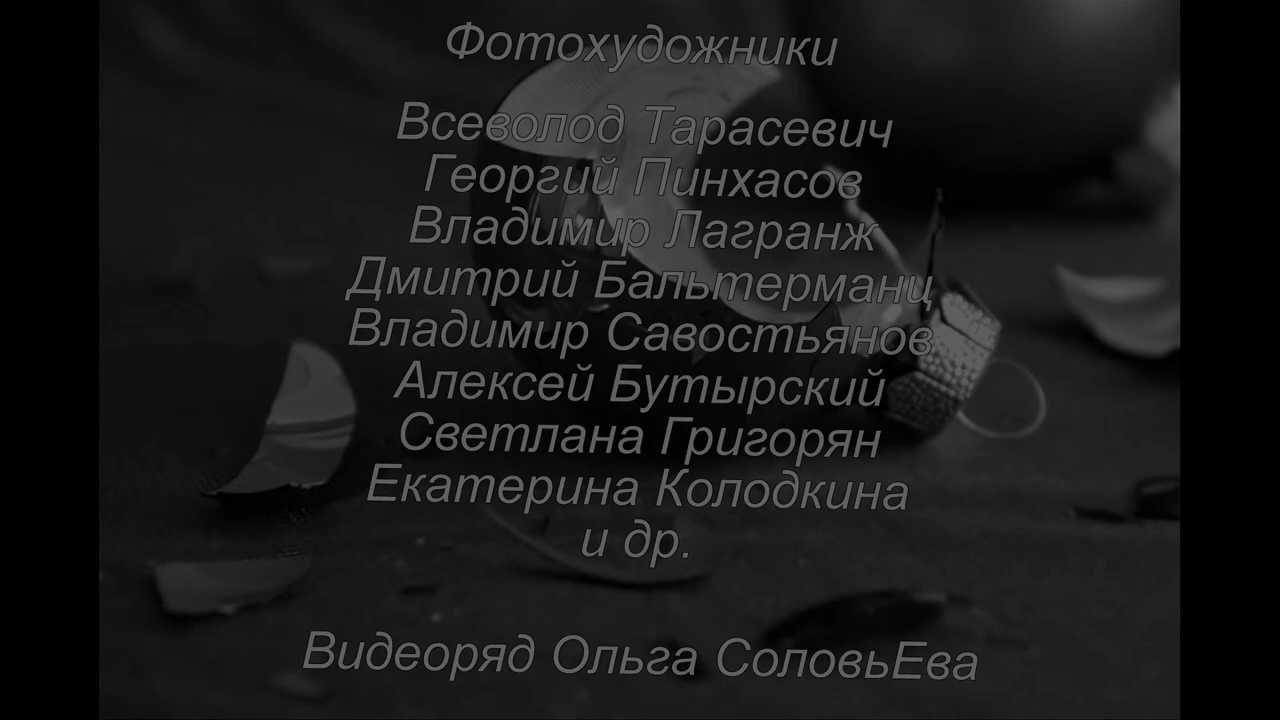 Фотохудожники
Всеволод Тарасевич
Георгий Пинхасов
Владимир Лагранж
Дмитрий Бальтерманц
Владимир Савостьянов
Алексей Бутырский
Светлана Григорян
Екатерина Колодкина
и др.
Видеоряд Ольга СоловьЕва